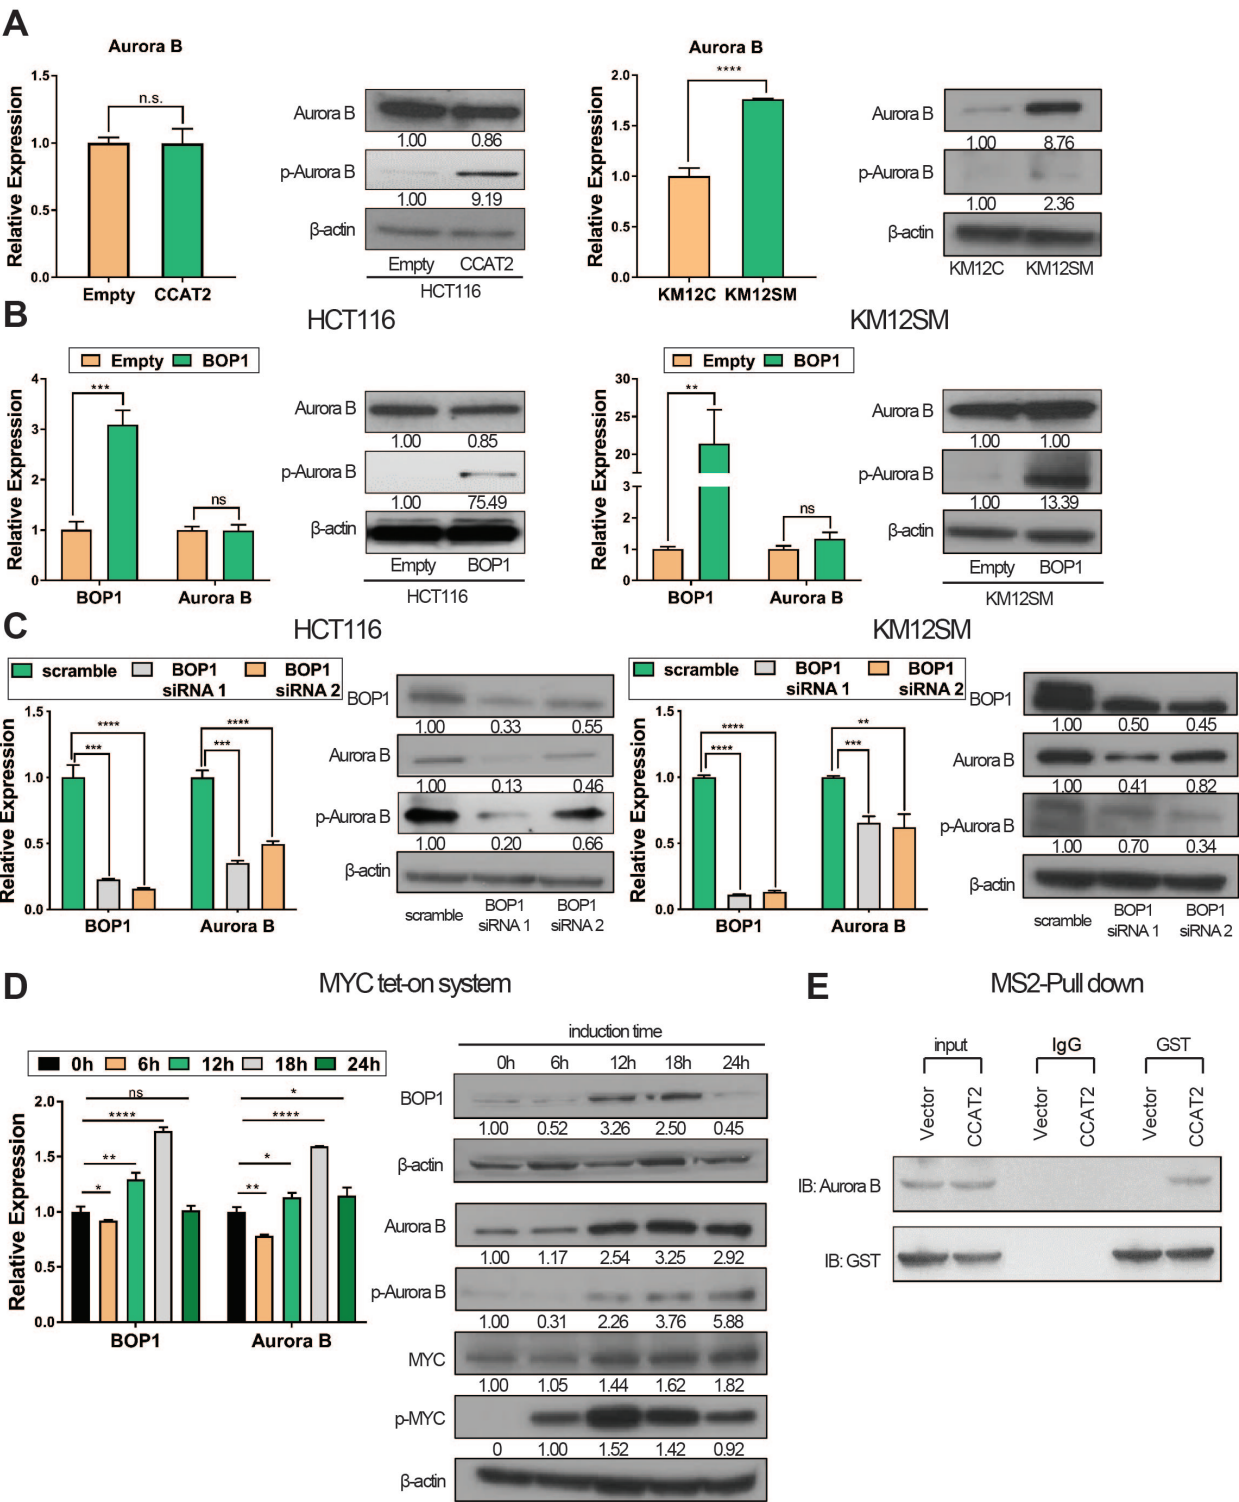 A
Aurora B
Relative Expression
1.5
1.0
0.5
0.0
n.s.
Empty CCAT2
Aurora B
1.00 0.86
p-Aurora B
1.00 9.19
β-actin
Empty CCAT2
HCT116
Aurora B
Relative Expression
2.0
1.5
1.0
0.5
0.0
****
KM12C KM12SM
Aurora B
1.00 8.76
p-Aurora B
1.00 2.36
β-actin
KM12C KM12SM
B
HCT116
Empty BOP1
Relative Expression
4
3
2
1
0
***
ns
BOP1 Aurora B
Aurora B
1.00 0.85
p-Aurora B
1.00 75.49
β-actin
Empty BOP1
HCT116
KM12SM
Empty BOP1
Relative Expression
30
25
20
3
2
1
0
**
ns
BOP1 Aurora B
Aurora B
1.00 1.00
p-Aurora B
1.00 13.39
β-actin
Empty BOP1
KM12SM
C
HCT116
scramble BOP1 siRNA 1 BOP1 siRNA 2
Relative Expression
1.5
1.0
0.5
0.0
****
***
****
***
BOP1 Aurora B
BOP1
1.00 0.33 0.55
Aurora B
1.00 0.13 0.46
p-Aurora B
1.00 0.20 0.66
β-actin
scramble BOP1 siRNA 1 BOP1 siRNA 2
KM12SM
scramble BOP1 siRNA 1 BOP1 siRNA 2
Relative Expression
1.5
1.0
0.5
0.0
****
****
**
***
BOP1 Aurora B
BOP1
1.00 0.50 0.45
Aurora B
1.00 0.41 0.82
p-Aurora B
1.00 0.70 0.34
β-actin
scramble BOP1 siRNA 1 BOP1 siRNA 2
D
MYC tet-on system
0h 6h 12h 18h 24h
Relative Expression
2.0
1.5
1.0
0.5
0.0
ns
****
**
*
*
****
*
**
BOP1 Aurora B
induction time
0h 6h 12h 18h 24h
BOP1
1.00 0.52 3.26 2.50 0.45
β-actin
Aurora B
1.00 1.17 2.54 3.25 2.92
p-Aurora B
1.00 0.31 2.26 3.76 5.88
MYC
1.00 1.05 1.44 1.62 1.82
p-MYC
0 1.00 1.52 1.42 0.92
β-actin
E
MS2-Pull down
input IgG GST
Vector CCAT2 Vector CCAT2 Vector CCAT2
IB: Aurora B
IB: GST